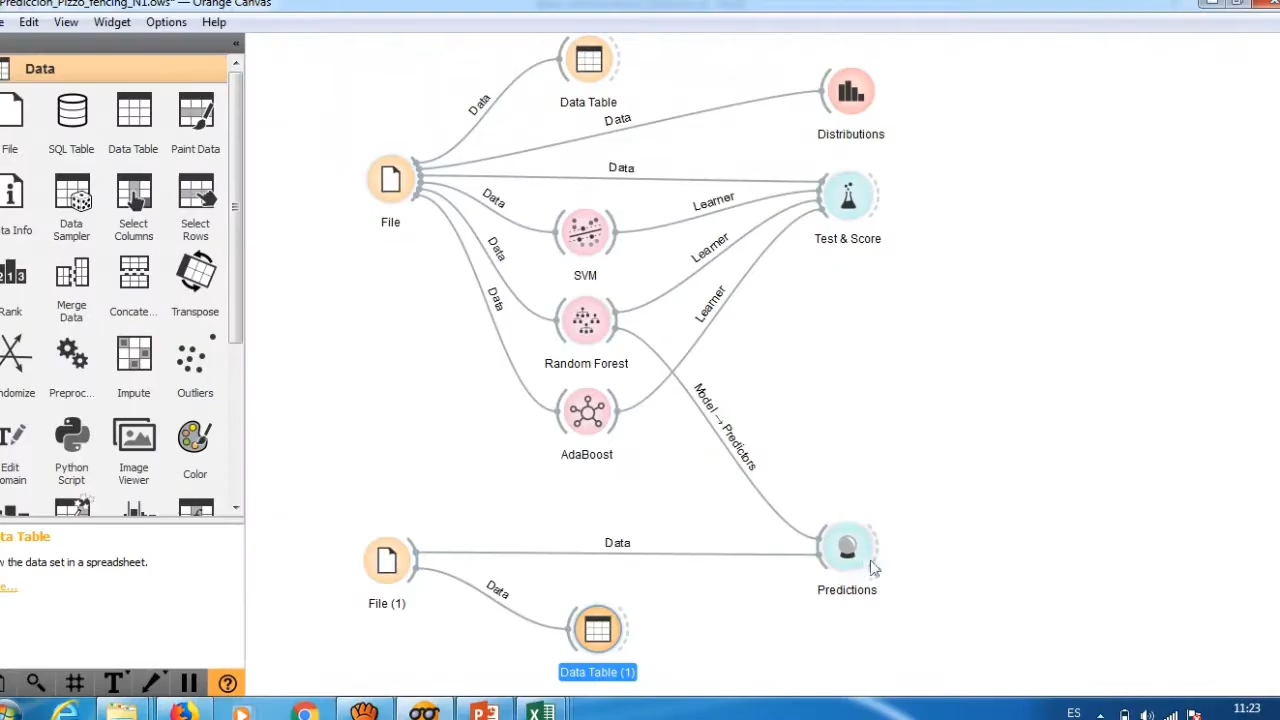 Prediccion_Pizzo_fencing_N1.ows* — Orange Canvas
e Edit View Widget Options Help
«
Data
File SQL Table Data Table Paint Data
ta Info Data Sampler Select Columns Select Rows
123
Rank Merge Data Concate... Transpose
ndomize Preproc... Impute Outliers
T
Edit omain Python Script Image Viewer Color
ta Table
w the data set in a spreadsheet.
e...
T ?
Data Table
Data
Distributions
Data
File
Data
Test & Score
Data
SVM
Learner
Data
Random Forest
Learner
Data
AdaBoost
Learner
Model → Predictors
File (1)
Data
Predictions
Data
Data Table (1)
P
X
ES
11:23